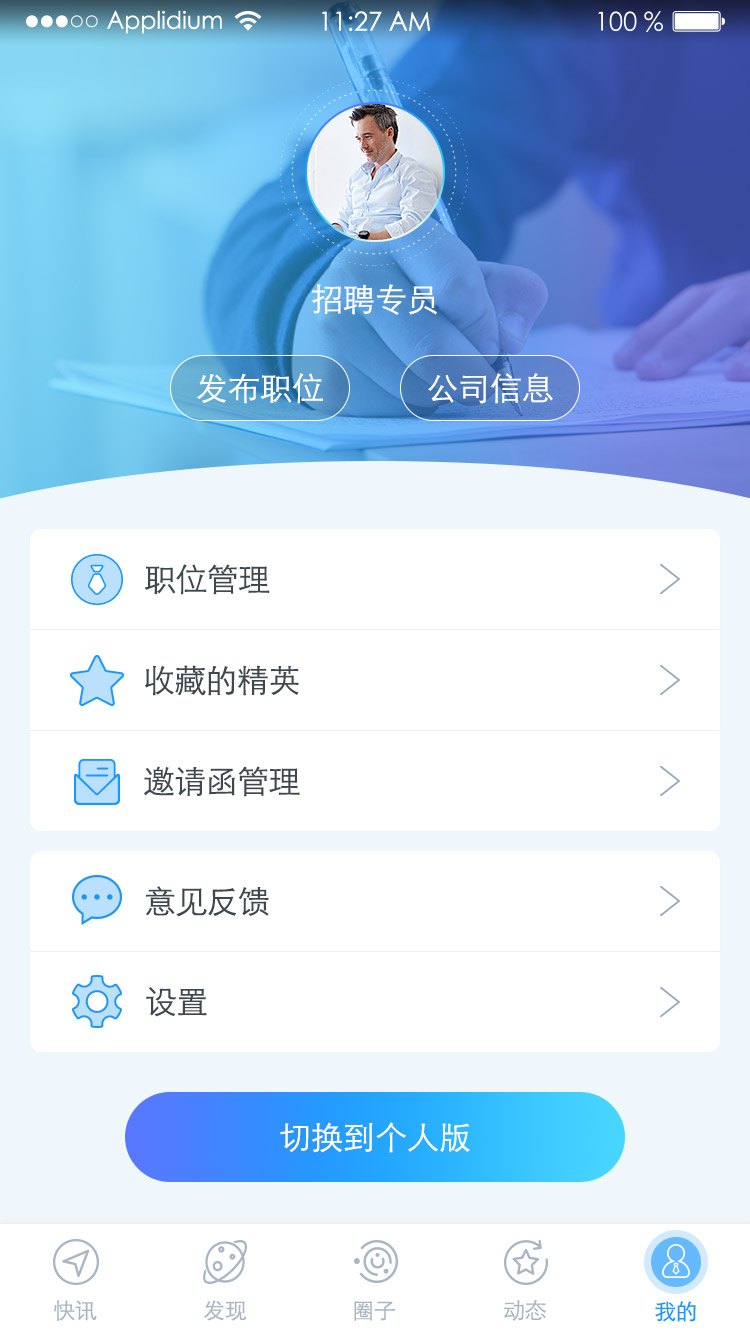 Applidium 11:27 AM 100 %
招聘专员
发布职位 公司信息
职位管理
收藏的精英
邀请函管理
意见反馈
设置
切换到个人版
快讯 发现 圈子 动态 我的